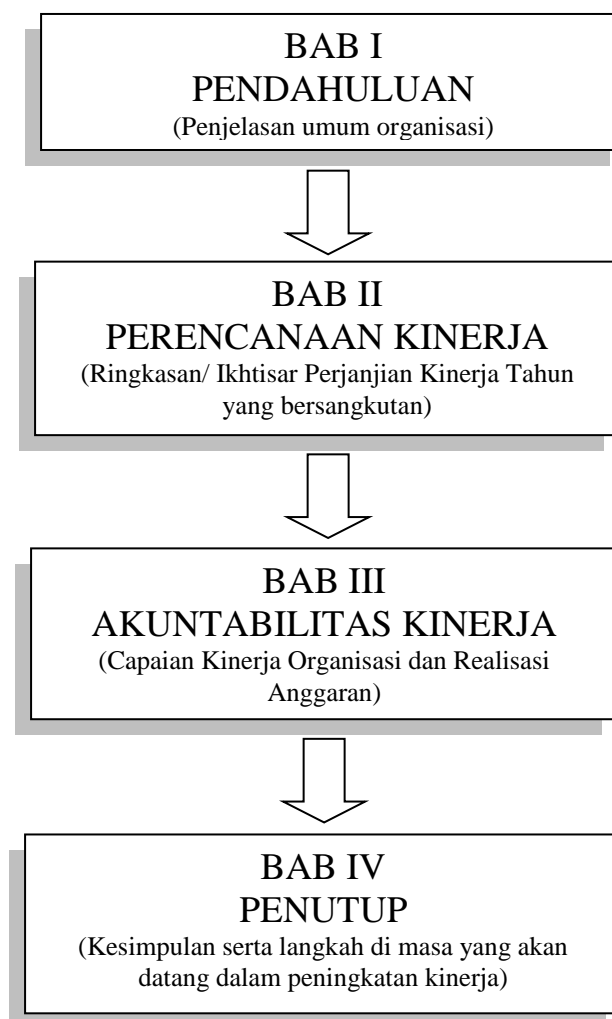 BAB I
PENDAHULUAN
(Penjelasan umum organisasi)
BAB II
PERENCANAAN KINERJA
(Ringkasan/ Ikhtisar Perjanjian Kinerja Tahun
yang bersangkutan)
BAB III
AKUNTABILITAS KINERJA
(Capaian Kinerja Organisasi dan Realisasi
Anggaran)
BAB IV
PENUTUP
(Kesimpulan serta langkah di masa yang akan
datang dalam peningkatan kinerja)